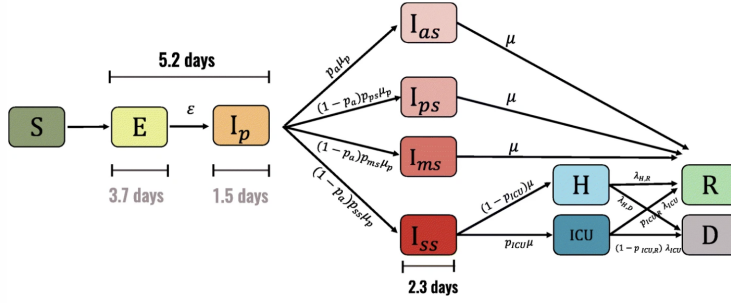 I_as
p_a μ_p
μ
5.2 days
ε
(1−p_a)p_ps μ_p
I_ps
μ
S
E
I_p
(1−p_a)p_ms μ_p
I_ms
μ
3.7 days
1.5 days
(1−p_a)p_ss μ_p
(1−p_ICU)μ
H
λ_H,R
λ_H,D
R
p_ICU,R λ_ICU
I_ss
p_ICU μ
ICU
(1−p_ICU,R) λ_ICU
D
2.3 days